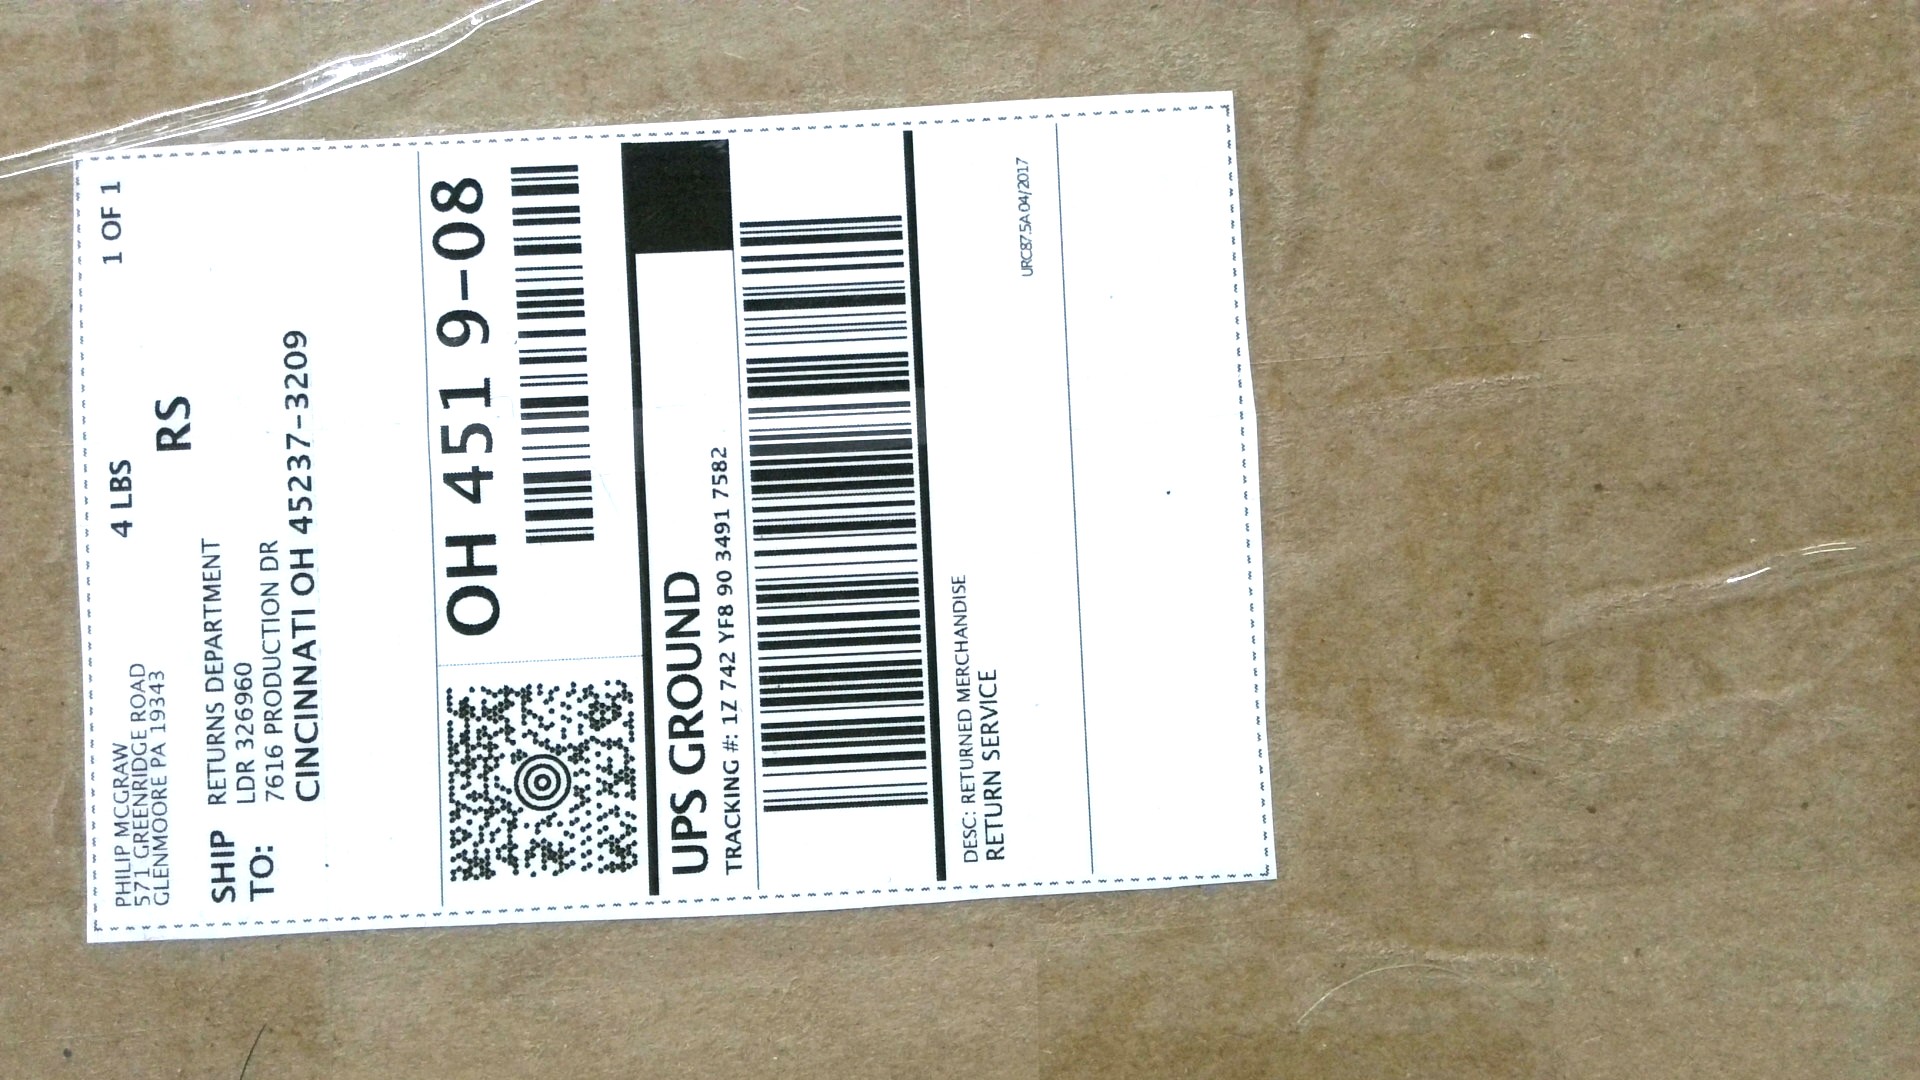 PHILIP MCGRAW
571 GREENRIDGE ROAD
GLENMOORE PA 19343
4 LBS
1 OF 1
RS
SHIP TO:
RETURNS DEPARTMENT
LDR 326960
7616 PRODUCTION DR
CINCINNATI OH 45237-3209
OH 451 9-08
UPS GROUND
TRACKING #: 1Z 742 YF8 90 3491 7582
DESC: RETURNED MERCHANDISE
RETURN SERVICE
URC87.5A 04/2017